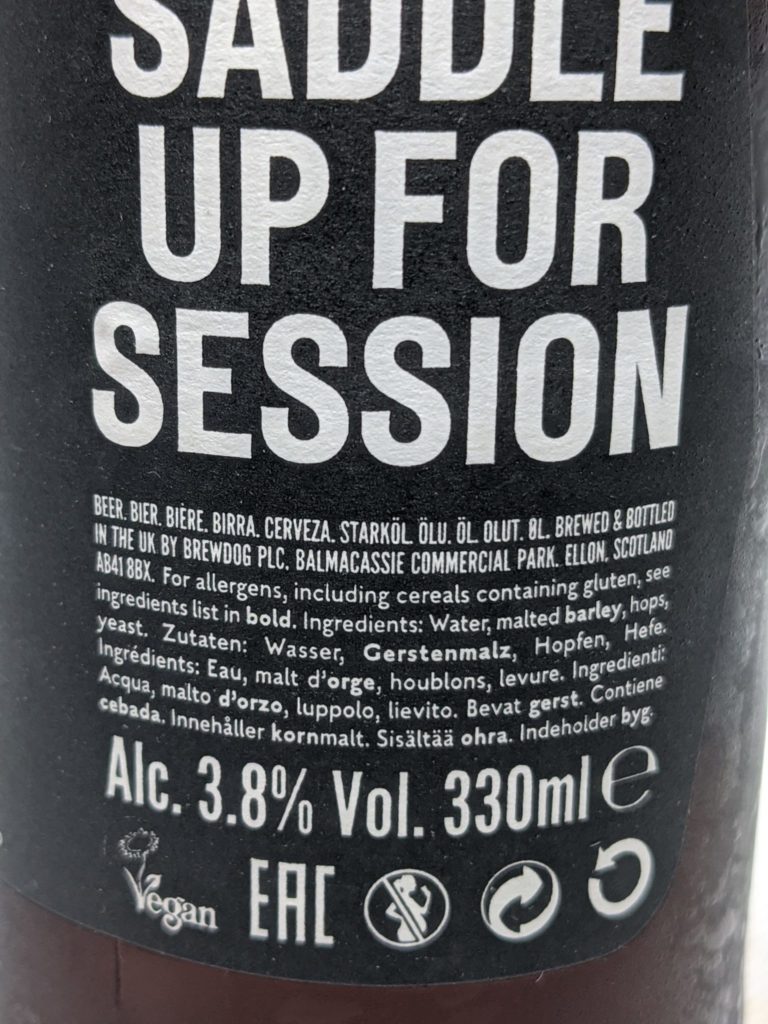 SADDLE
UP FOR
SESSION
BEER. BIER. BIÈRE. BIRRA. CERVEZA. STARKÖL. ÖLU. ÖL. OLUT. ØL. BREWED & BOTTLED
IN THE UK BY BREWDOG PLC, BALMACASSIE COMMERCIAL PARK, ELLON, SCOTLAND
AB41 8BX. For allergens, including cereals containing gluten, see
ingredients list in bold. Ingredients: Water, malted barley, hops,
yeast. Zutaten: Wasser, Gerstenmalz, Hopfen, Hefe.
Ingrédients: Eau, malt d'orge, houblons, levure. Ingredienti:
Acqua, malto d'orzo, luppolo, lievito. Bevat gerst. Contiene
cebada. Innehåller kornmalt. Sisältää ohra. Indeholder byg.
Alc. 3.8% Vol. 330ml ℮
Vegan EAC